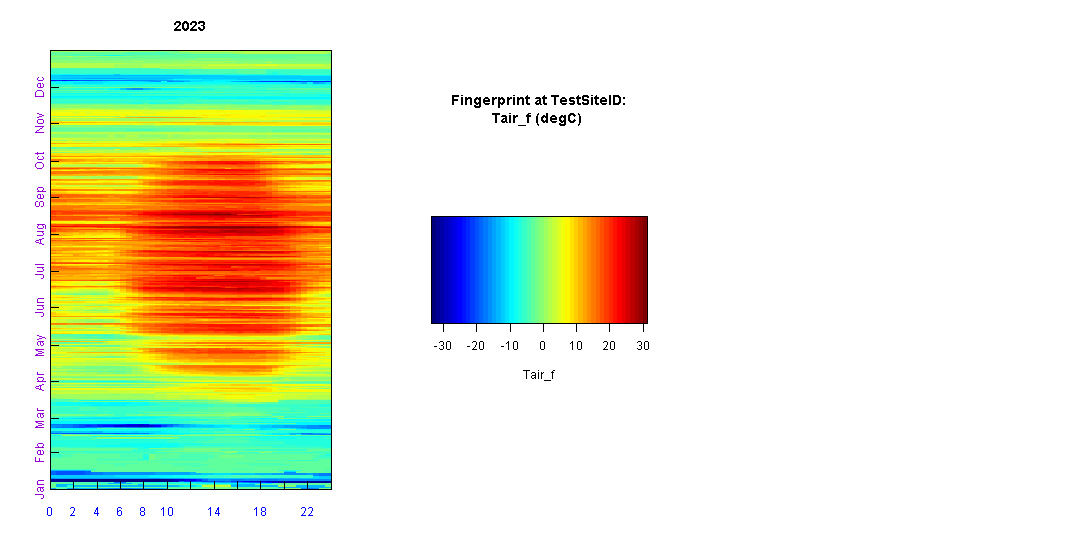 2023
Fingerprint at TestSiteID:
Tair_f (degC)
Dec
Nov
Oct
Sep
Aug
Jul
Jun
May
Apr
Mar
Feb
Jan
0 2 4 6 8 10 14 18 22
-30 -20 -10 0 10 20 30
Tair_f